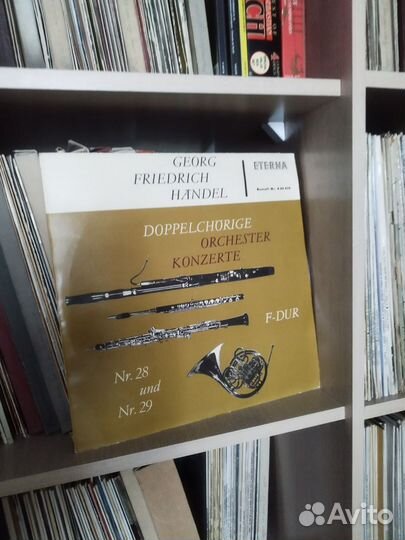 GEORG
FRIEDRICH
HÄNDEL
ETERNA
DOPPELCHÖRIGE
ORCHESTER
KONZERTE
F-DUR
Nr. 28
und
Nr. 29
Avito